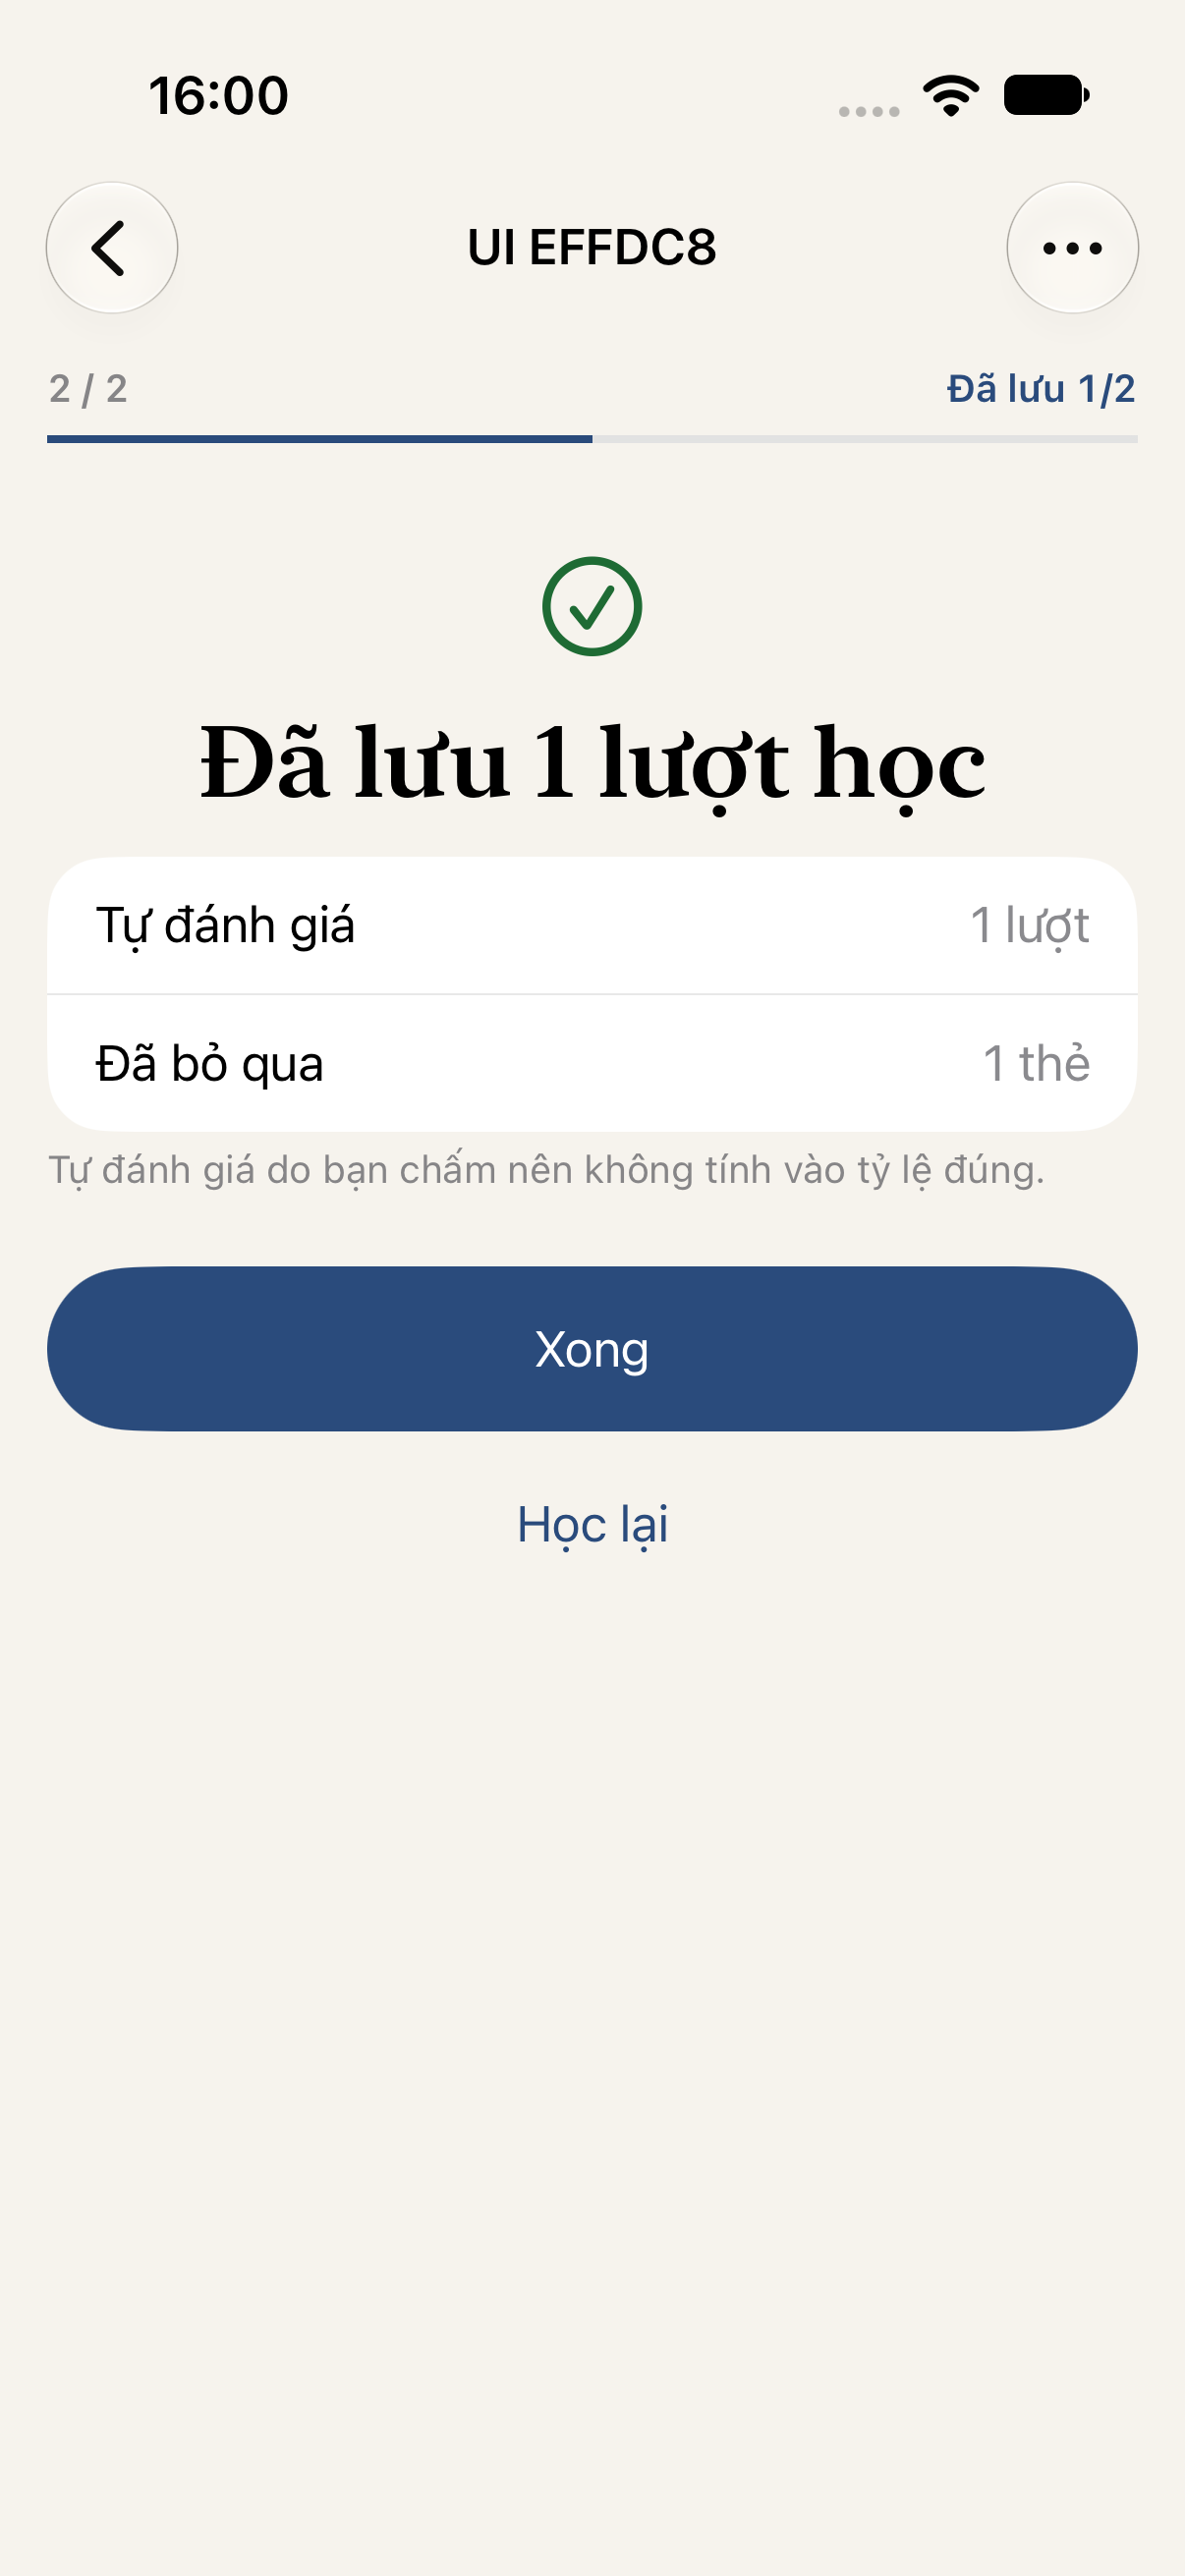 16:00
UI EFFDC8
2 / 2
Đã lưu 1/2
Đã lưu 1 lượt học
Tự đánh giá
1 lượt
Đã bỏ qua
1 thẻ
Tự đánh giá do bạn chấm nên không tính vào tỷ lệ đúng.
Xong
Học lại